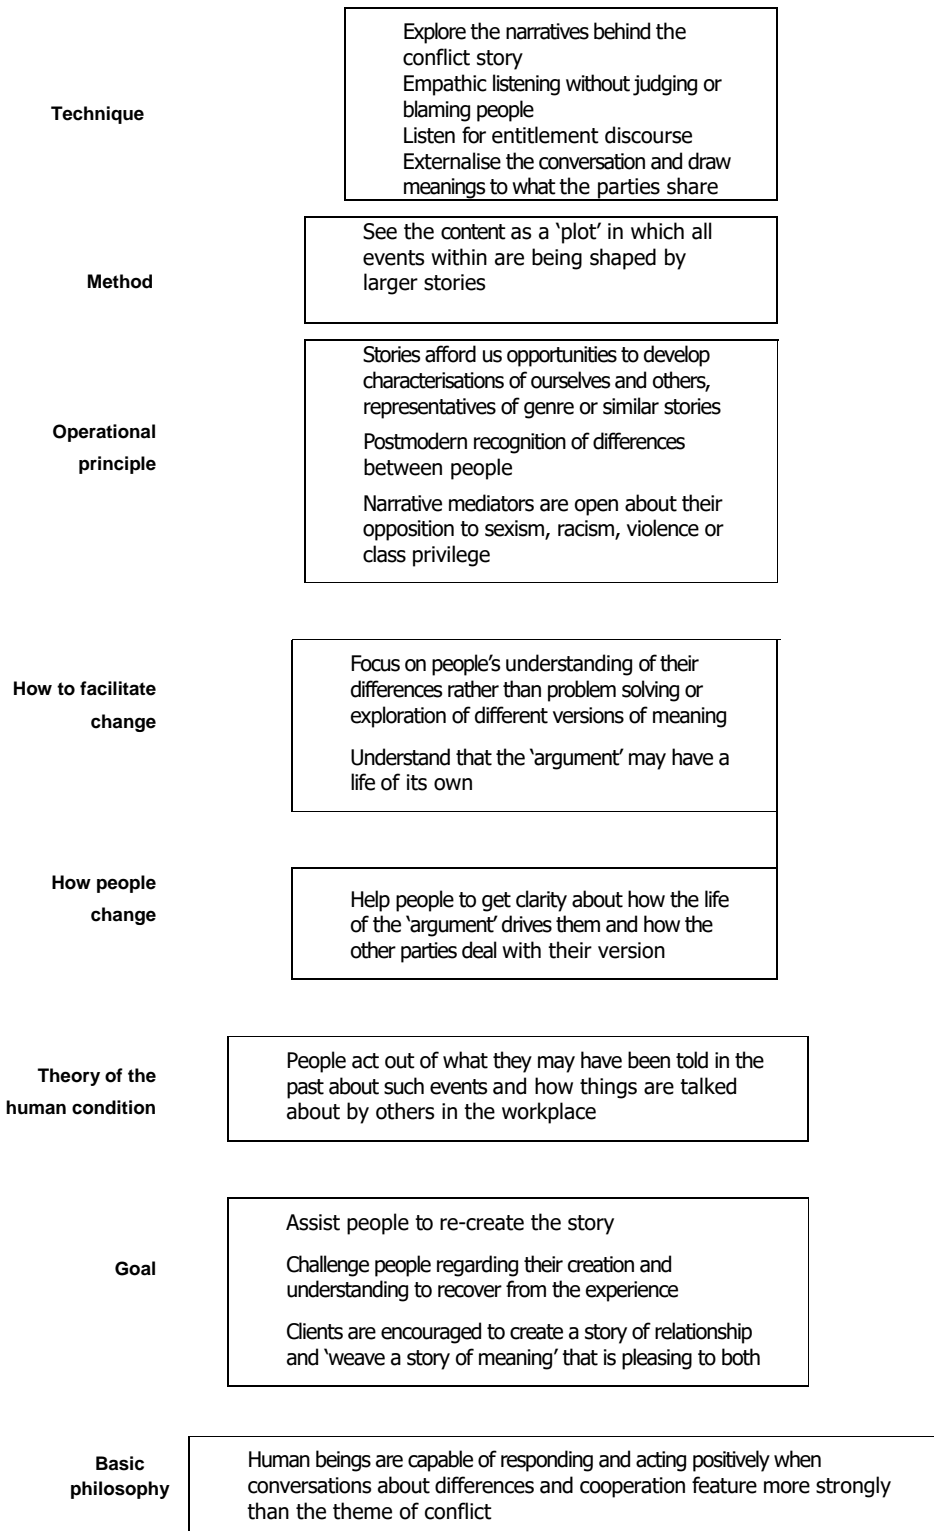 Technique
Explore the narratives behind the
conflict story
Empathic listening without judging or
blaming people
Listen for entitlement discourse
Externalise the conversation and draw
meanings to what the parties share
Method
See the content as a ‘plot’ in which all
events within are being shaped by
larger stories
Operational
principle
Stories afford us opportunities to develop
characterisations of ourselves and others,
representatives of genre or similar stories
Postmodern recognition of differences
between people
Narrative mediators are open about their
opposition to sexism, racism, violence or
class privilege
How to facilitate
change
Focus on people’s understanding of their
differences rather than problem solving or
exploration of different versions of meaning
Understand that the ‘argument’ may have a
life of its own
How people
change
Help people to get clarity about how the life
of the ‘argument’ drives them and how the
other parties deal with their version
Theory of the
human condition
People act out of what they may have been told in the
past about such events and how things are talked
about by others in the workplace
Goal
Assist people to re-create the story
Challenge people regarding their creation and
understanding to recover from the experience
Clients are encouraged to create a story of relationship
and ‘weave a story of meaning’ that is pleasing to both
Basic
philosophy
Human beings are capable of responding and acting positively when
conversations about differences and cooperation feature more strongly
than the theme of conflict